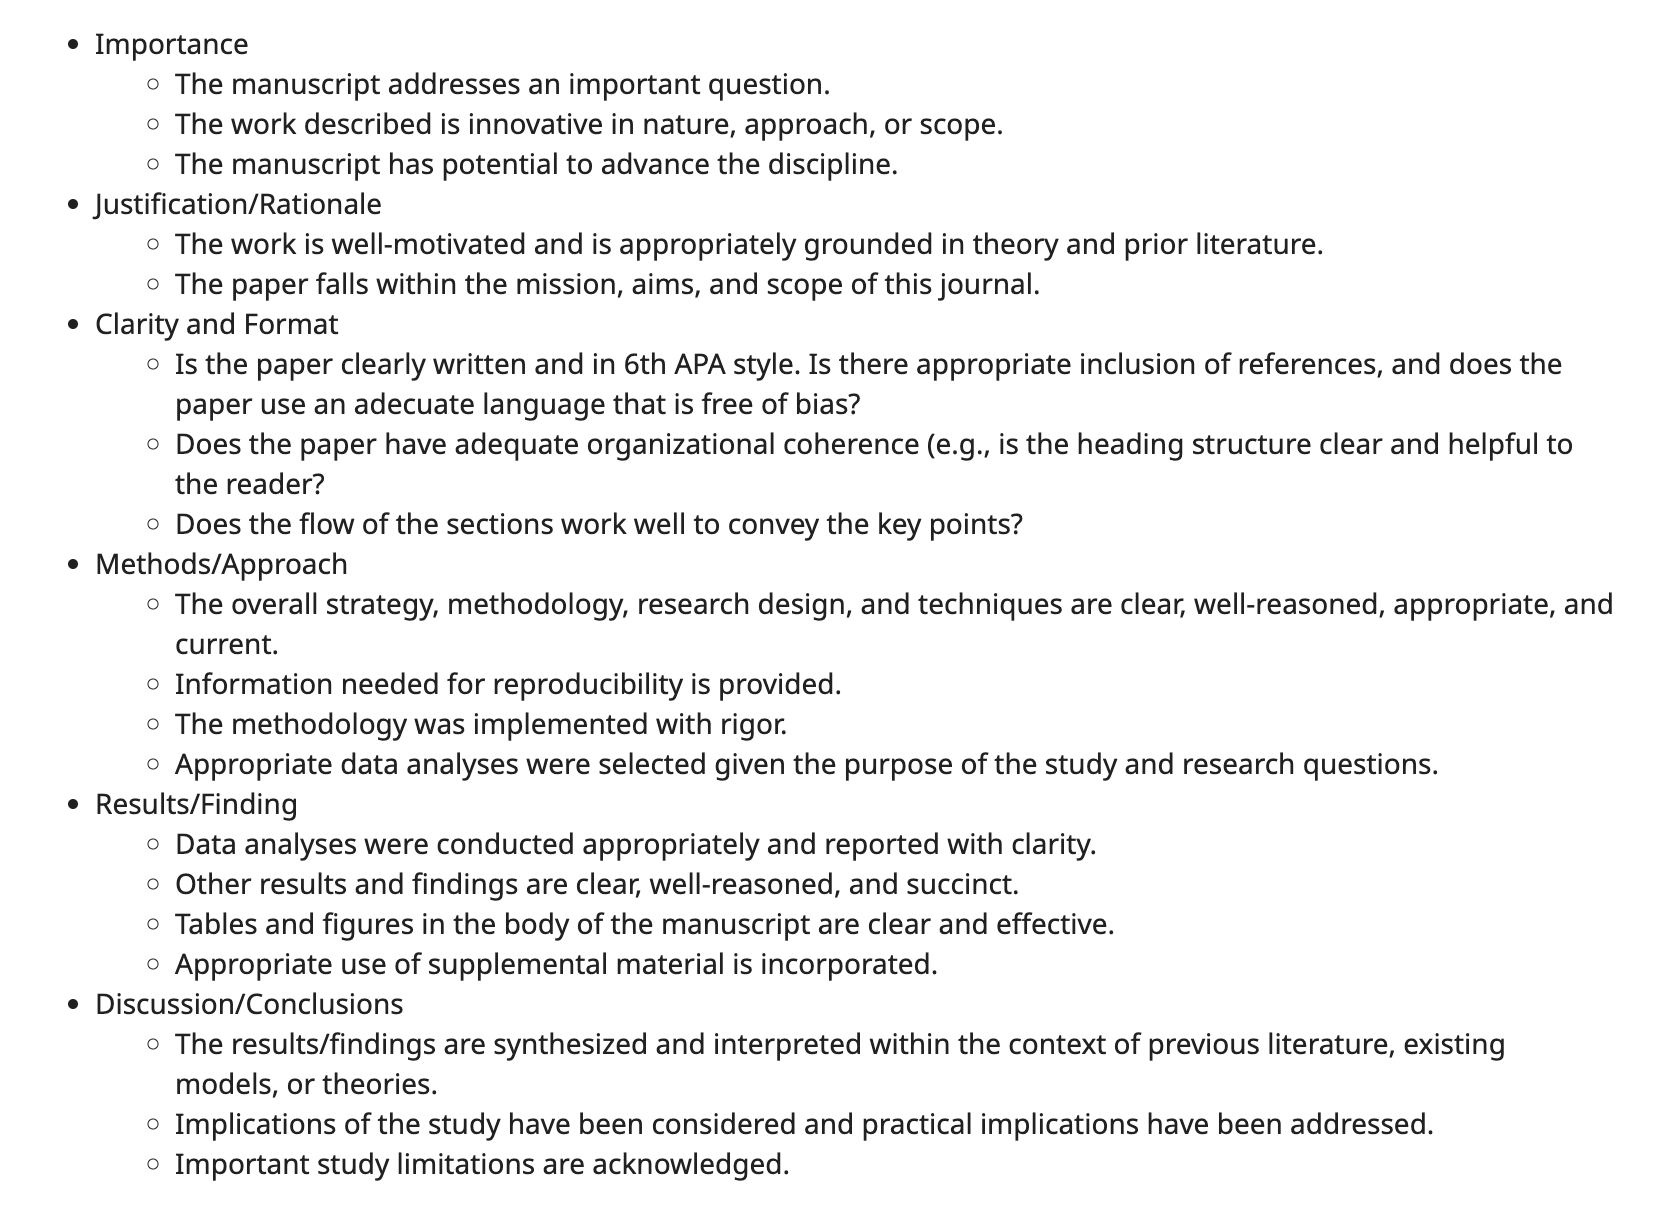 • Importance
○ The manuscript addresses an important question.
○ The work described is innovative in nature, approach, or scope.
○ The manuscript has potential to advance the discipline.
• Justification/Rationale
○ The work is well-motivated and is appropriately grounded in theory and prior literature.
○ The paper falls within the mission, aims, and scope of this journal.
• Clarity and Format
○ Is the paper clearly written and in 6th APA style. Is there appropriate inclusion of references, and does the
paper use an adecuate language that is free of bias?
○ Does the paper have adequate organizational coherence (e.g., is the heading structure clear and helpful to
the reader?
○ Does the flow of the sections work well to convey the key points?
• Methods/Approach
○ The overall strategy, methodology, research design, and techniques are clear, well-reasoned, appropriate, and
current.
○ Information needed for reproducibility is provided.
○ The methodology was implemented with rigor.
○ Appropriate data analyses were selected given the purpose of the study and research questions.
• Results/Finding
○ Data analyses were conducted appropriately and reported with clarity.
○ Other results and findings are clear, well-reasoned, and succinct.
○ Tables and figures in the body of the manuscript are clear and effective.
○ Appropriate use of supplemental material is incorporated.
• Discussion/Conclusions
○ The results/findings are synthesized and interpreted within the context of previous literature, existing
models, or theories.
○ Implications of the study have been considered and practical implications have been addressed.
○ Important study limitations are acknowledged.